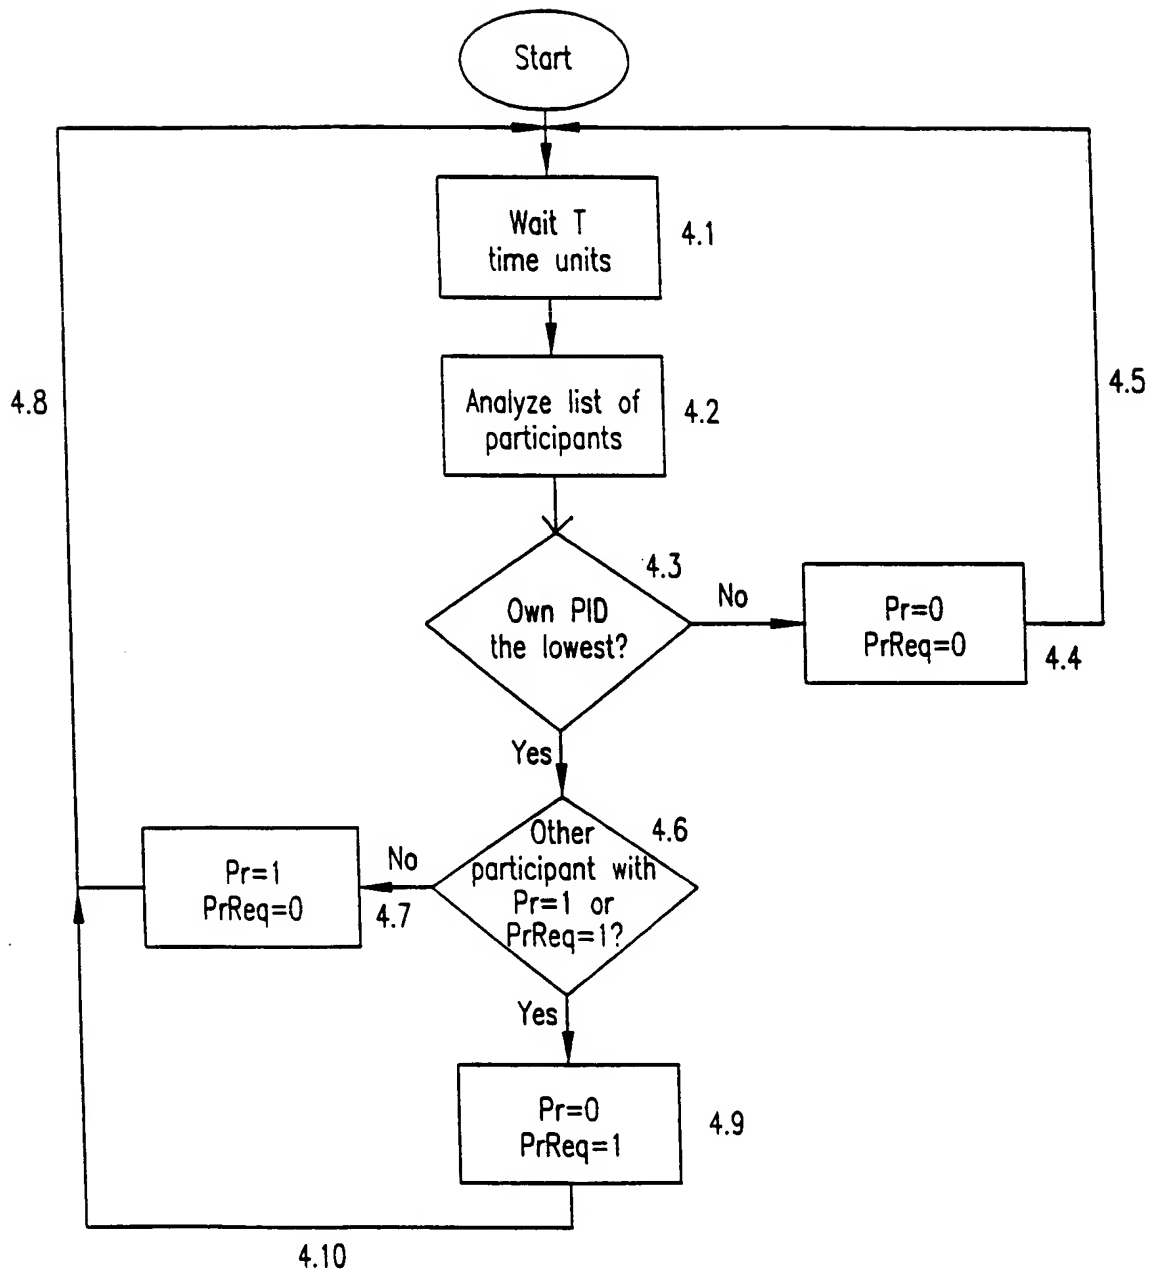 Start
Wait T
time units
4.1
4.8
4.5
Analyze list of
participants
4.2
4.3
Own PID
the lowest?
No
Pr=0
PrReq=0
4.4
Yes
4.6
Other
participant with
Pr=1 or
PrReq=1?
No
Pr=1
PrReq=0
4.7
Yes
Pr=0
PrReq=1
4.9
4.10